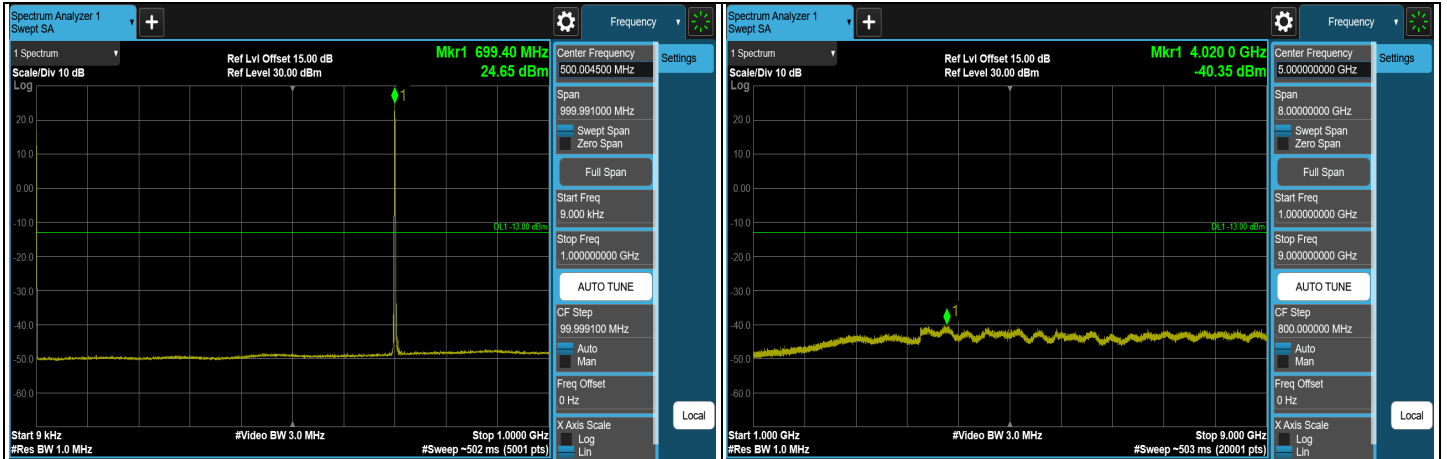 Spectrum Analyzer 1
Swept SA
+
Frequency
1 Spectrum
Scale/Div 10 dB
Log
Ref Lvl Offset 15.00 dB
Ref Level 30.00 dBm
Mkr1 699.40 MHz
24.65 dBm
1
20.0
10.0
0.00
-10.0
-20.0
-30.0
-40.0
-50.0
-60.0
DL1 -13.00 dBm
Start 9 kHz
#Res BW 1.0 MHz
#Video BW 3.0 MHz
Stop 1.0000 GHz
#Sweep ~502 ms (5001 pts)
Center Frequency
500.004500 MHz
Span
999.991000 MHz
Swept Span
Zero Span
Full Span
Start Freq
9.000 kHz
Stop Freq
1.000000000 GHz
AUTO TUNE
CF Step
99.999100 MHz
Auto
Man
Freq Offset
0 Hz
X Axis Scale
Log
Lin
Settings
Local
Spectrum Analyzer 1
Swept SA
+
Frequency
1 Spectrum
Scale/Div 10 dB
Log
Ref Lvl Offset 15.00 dB
Ref Level 30.00 dBm
Mkr1 4.020 0 GHz
-40.35 dBm
1
20.0
10.0
0.00
-10.0
-20.0
-30.0
-40.0
-50.0
-60.0
DL1 -13.00 dBm
Start 1.000 GHz
#Res BW 1.0 MHz
#Video BW 3.0 MHz
Stop 9.000 GHz
#Sweep ~503 ms (20001 pts)
Center Frequency
5.000000000 GHz
Span
8.00000000 GHz
Swept Span
Zero Span
Full Span
Start Freq
1.000000000 GHz
Stop Freq
9.000000000 GHz
AUTO TUNE
CF Step
800.000000 MHz
Auto
Man
Freq Offset
0 Hz
X Axis Scale
Log
Lin
Settings
Local